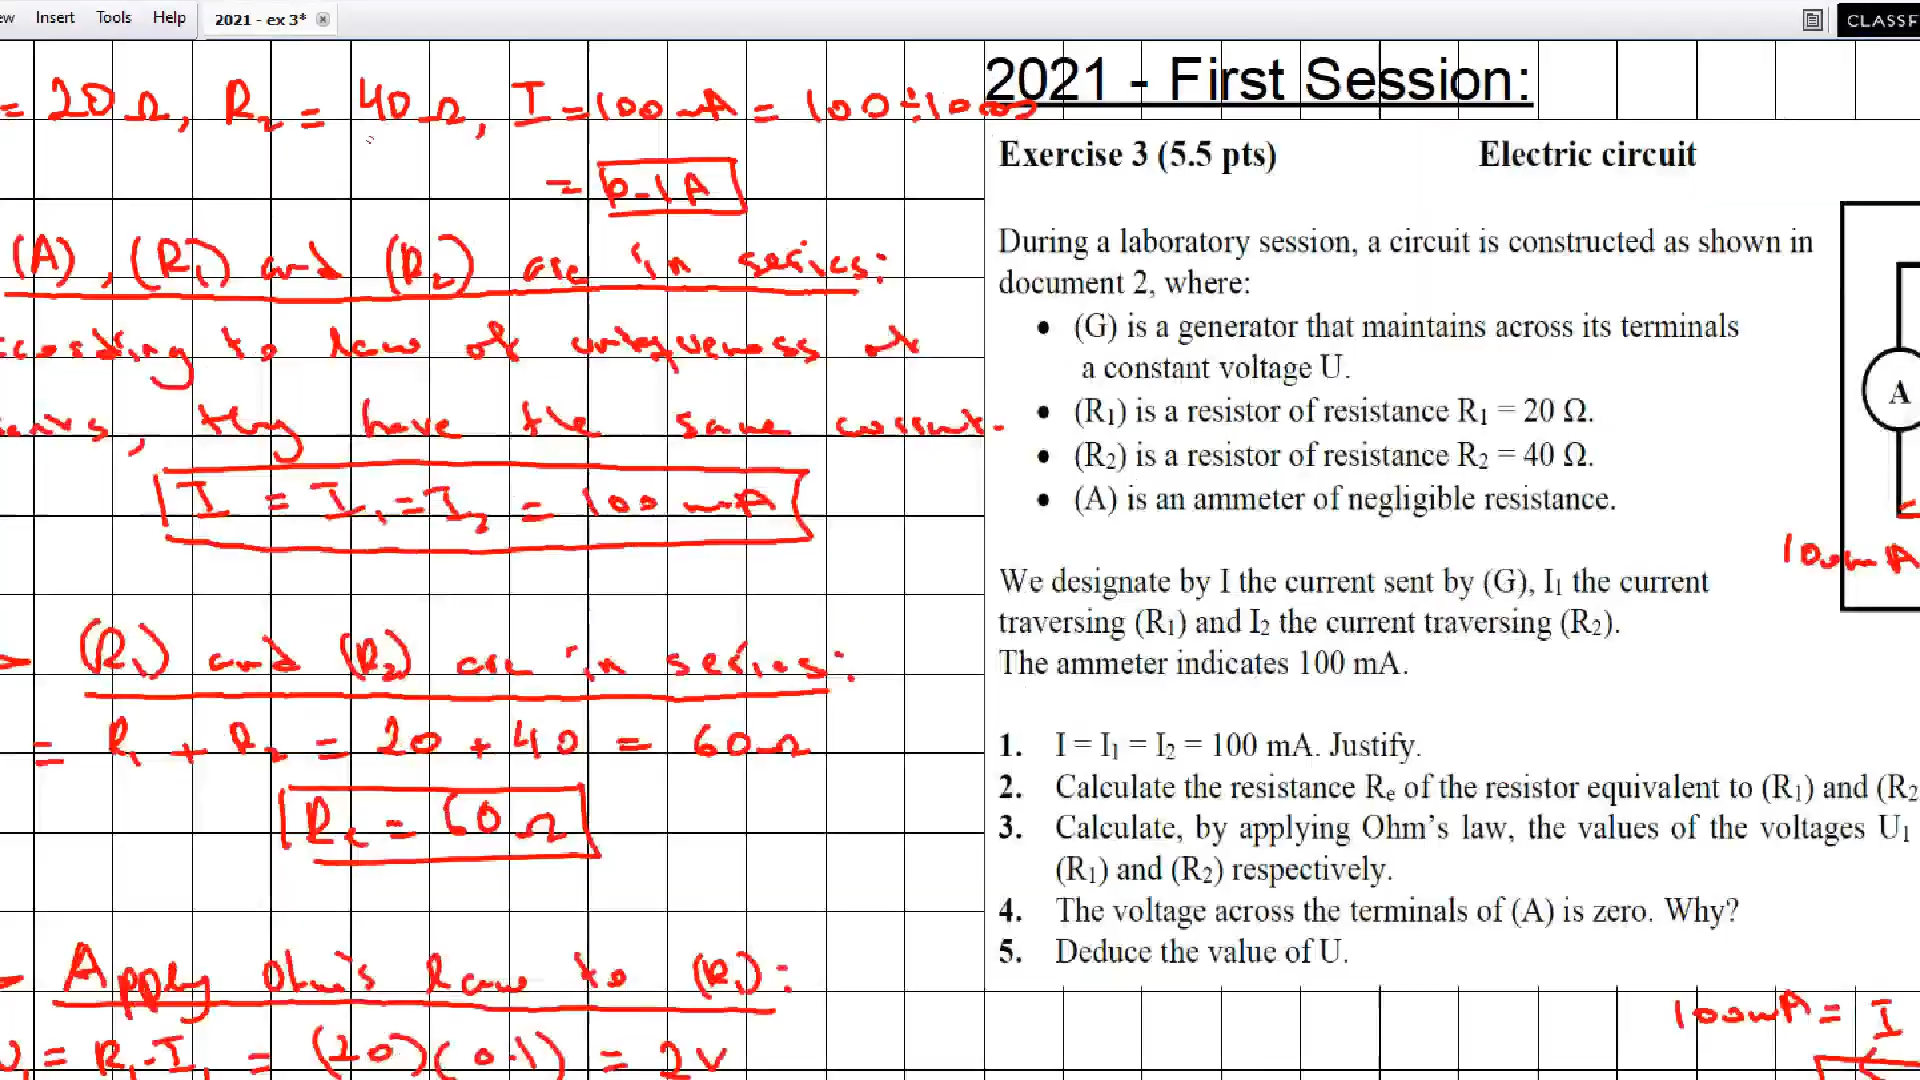 Insert Tools Help
2021 - ex 3*
CLASSF
= 20 Ω, R2 = 40 Ω, I = 100 mA = 100 ÷ 1000
= 0.1A
(A), (R1) and (R2) are in series:
to law of uniqueness of
they have the same current.
I = I1 = I2 = 100 mA
(R1) and (R2) are in series:
= R1 + R2 = 20 + 40 = 60Ω
Re = 60 Ω
Apply Ohm's law to (R1):
= R1 . I1 = (20)(0.1) = 2V
2021 - First Session:
Exercise 3 (5.5 pts) Electric circuit
During a laboratory session, a circuit is constructed as shown in
document 2, where:
• (G) is a generator that maintains across its terminals
a constant voltage U.
• (R1) is a resistor of resistance R1 = 20 Ω.
• (R2) is a resistor of resistance R2 = 40 Ω.
• (A) is an ammeter of negligible resistance.
A
100mA
We designate by I the current sent by (G), I1 the current
traversing (R1) and I2 the current traversing (R2).
The ammeter indicates 100 mA.
1. I = I1 = I2 = 100 mA. Justify.
2. Calculate the resistance Re of the resistor equivalent to (R1) and (R2
3. Calculate, by applying Ohm's law, the values of the voltages U1
(R1) and (R2) respectively.
4. The voltage across the terminals of (A) is zero. Why?
5. Deduce the value of U.
100mA = I